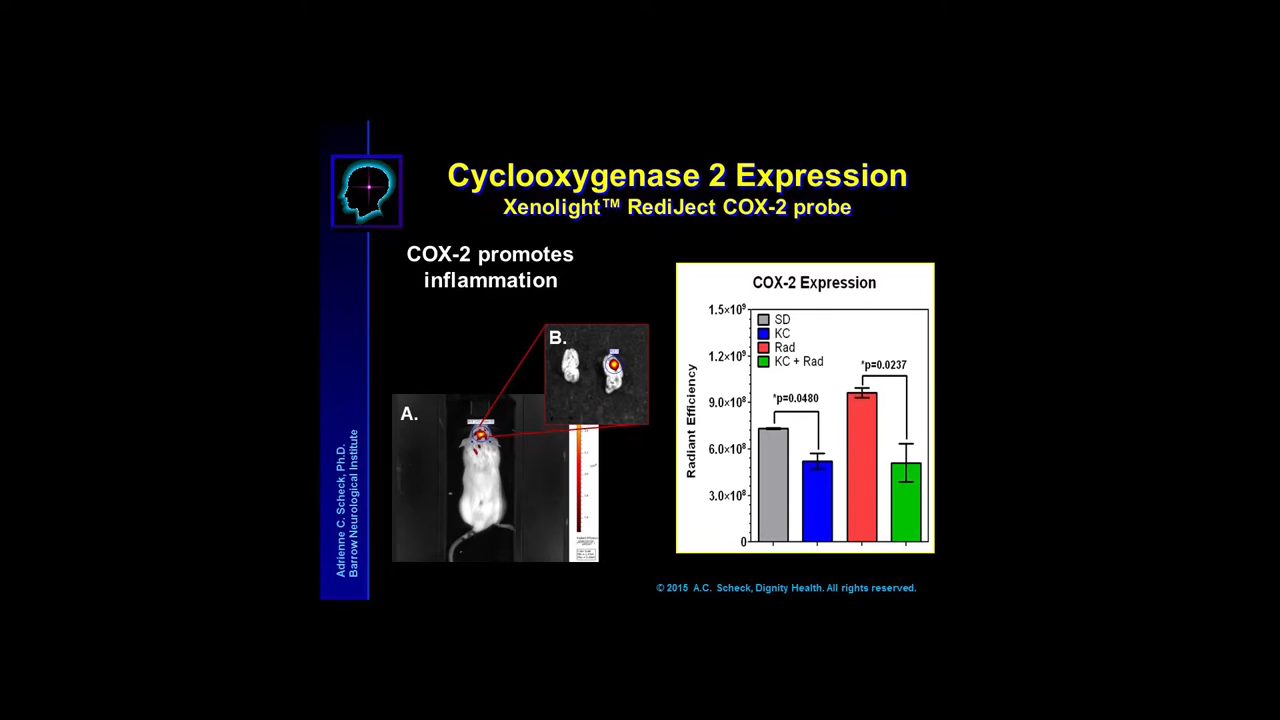 Cyclooxygenase 2 Expression
Xenolight™ RediJect COX-2 probe
COX-2 promotes
inflammation
A.
B.
COX-2 Expression
1.5×10⁹
1.2×10⁹
9.0×10⁸
6.0×10⁸
3.0×10⁸
0
Radiant Efficiency
SD
KC
Rad
KC + Rad
*p=0.0480
*p=0.0237
Adrienne C. Scheck, Ph.D.
Barrow Neurological Institute
© 2015 A.C. Scheck, Dignity Health. All rights reserved.